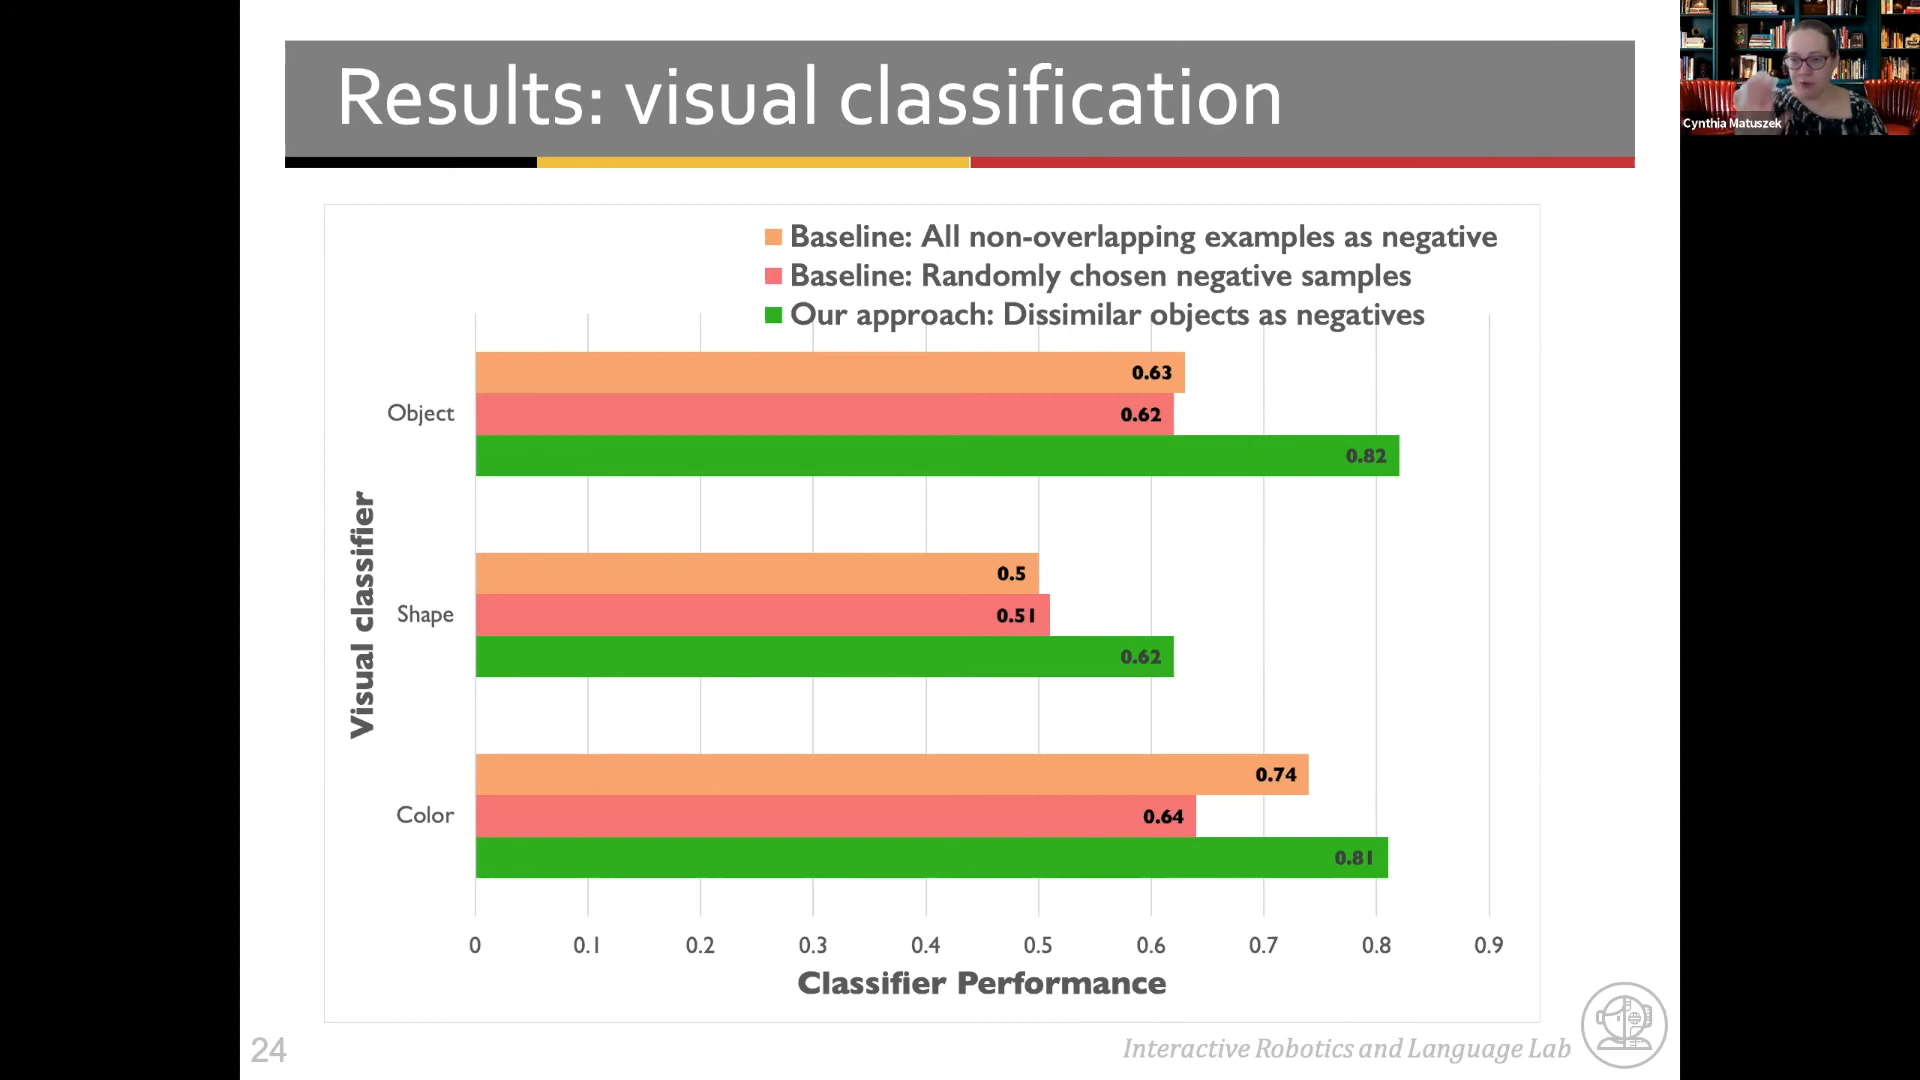 Results: visual classification
Cynthia Matuszek
Baseline: All non-overlapping examples as negative
Baseline: Randomly chosen negative samples
Our approach: Dissimilar objects as negatives
Visual classifier
Object
0.63
0.62
0.82
Shape
0.5
0.51
0.62
Color
0.74
0.64
0.81
0 0.1 0.2 0.3 0.4 0.5 0.6 0.7 0.8 0.9
Classifier Performance
24
Interactive Robotics and Language Lab